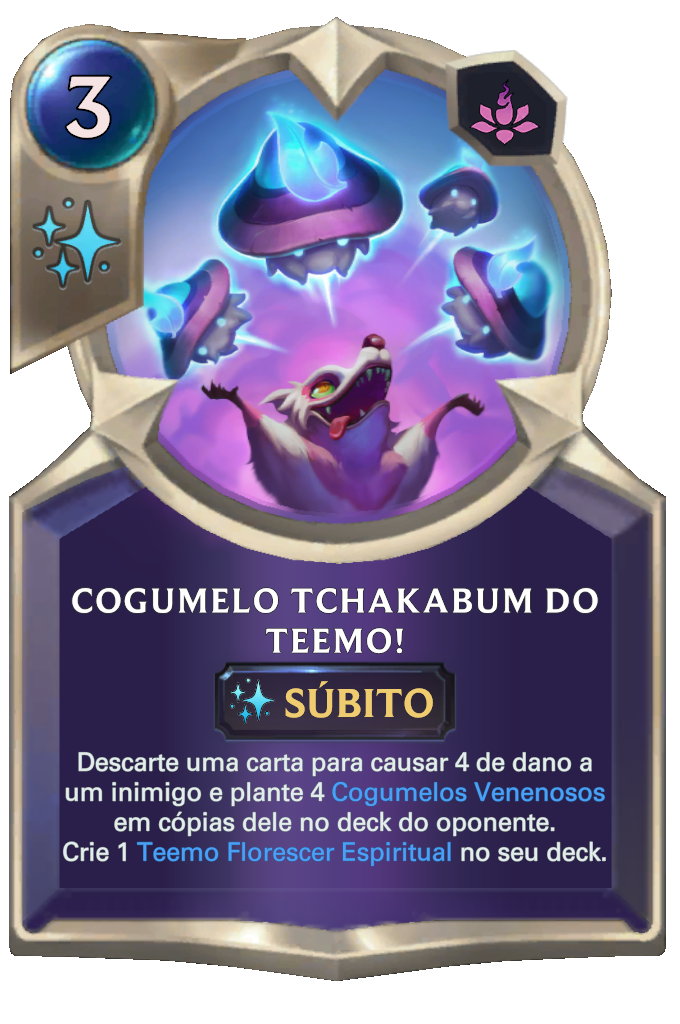 3
COGUMELO TCHAKABUM DO
TEEMO!
SÚBITO
Descarte uma carta para causar 4 de dano a
um inimigo e plante 4 Cogumelos Venenosos
em cópias dele no deck do oponente.
Crie 1 Teemo Florescer Espiritual no seu deck.